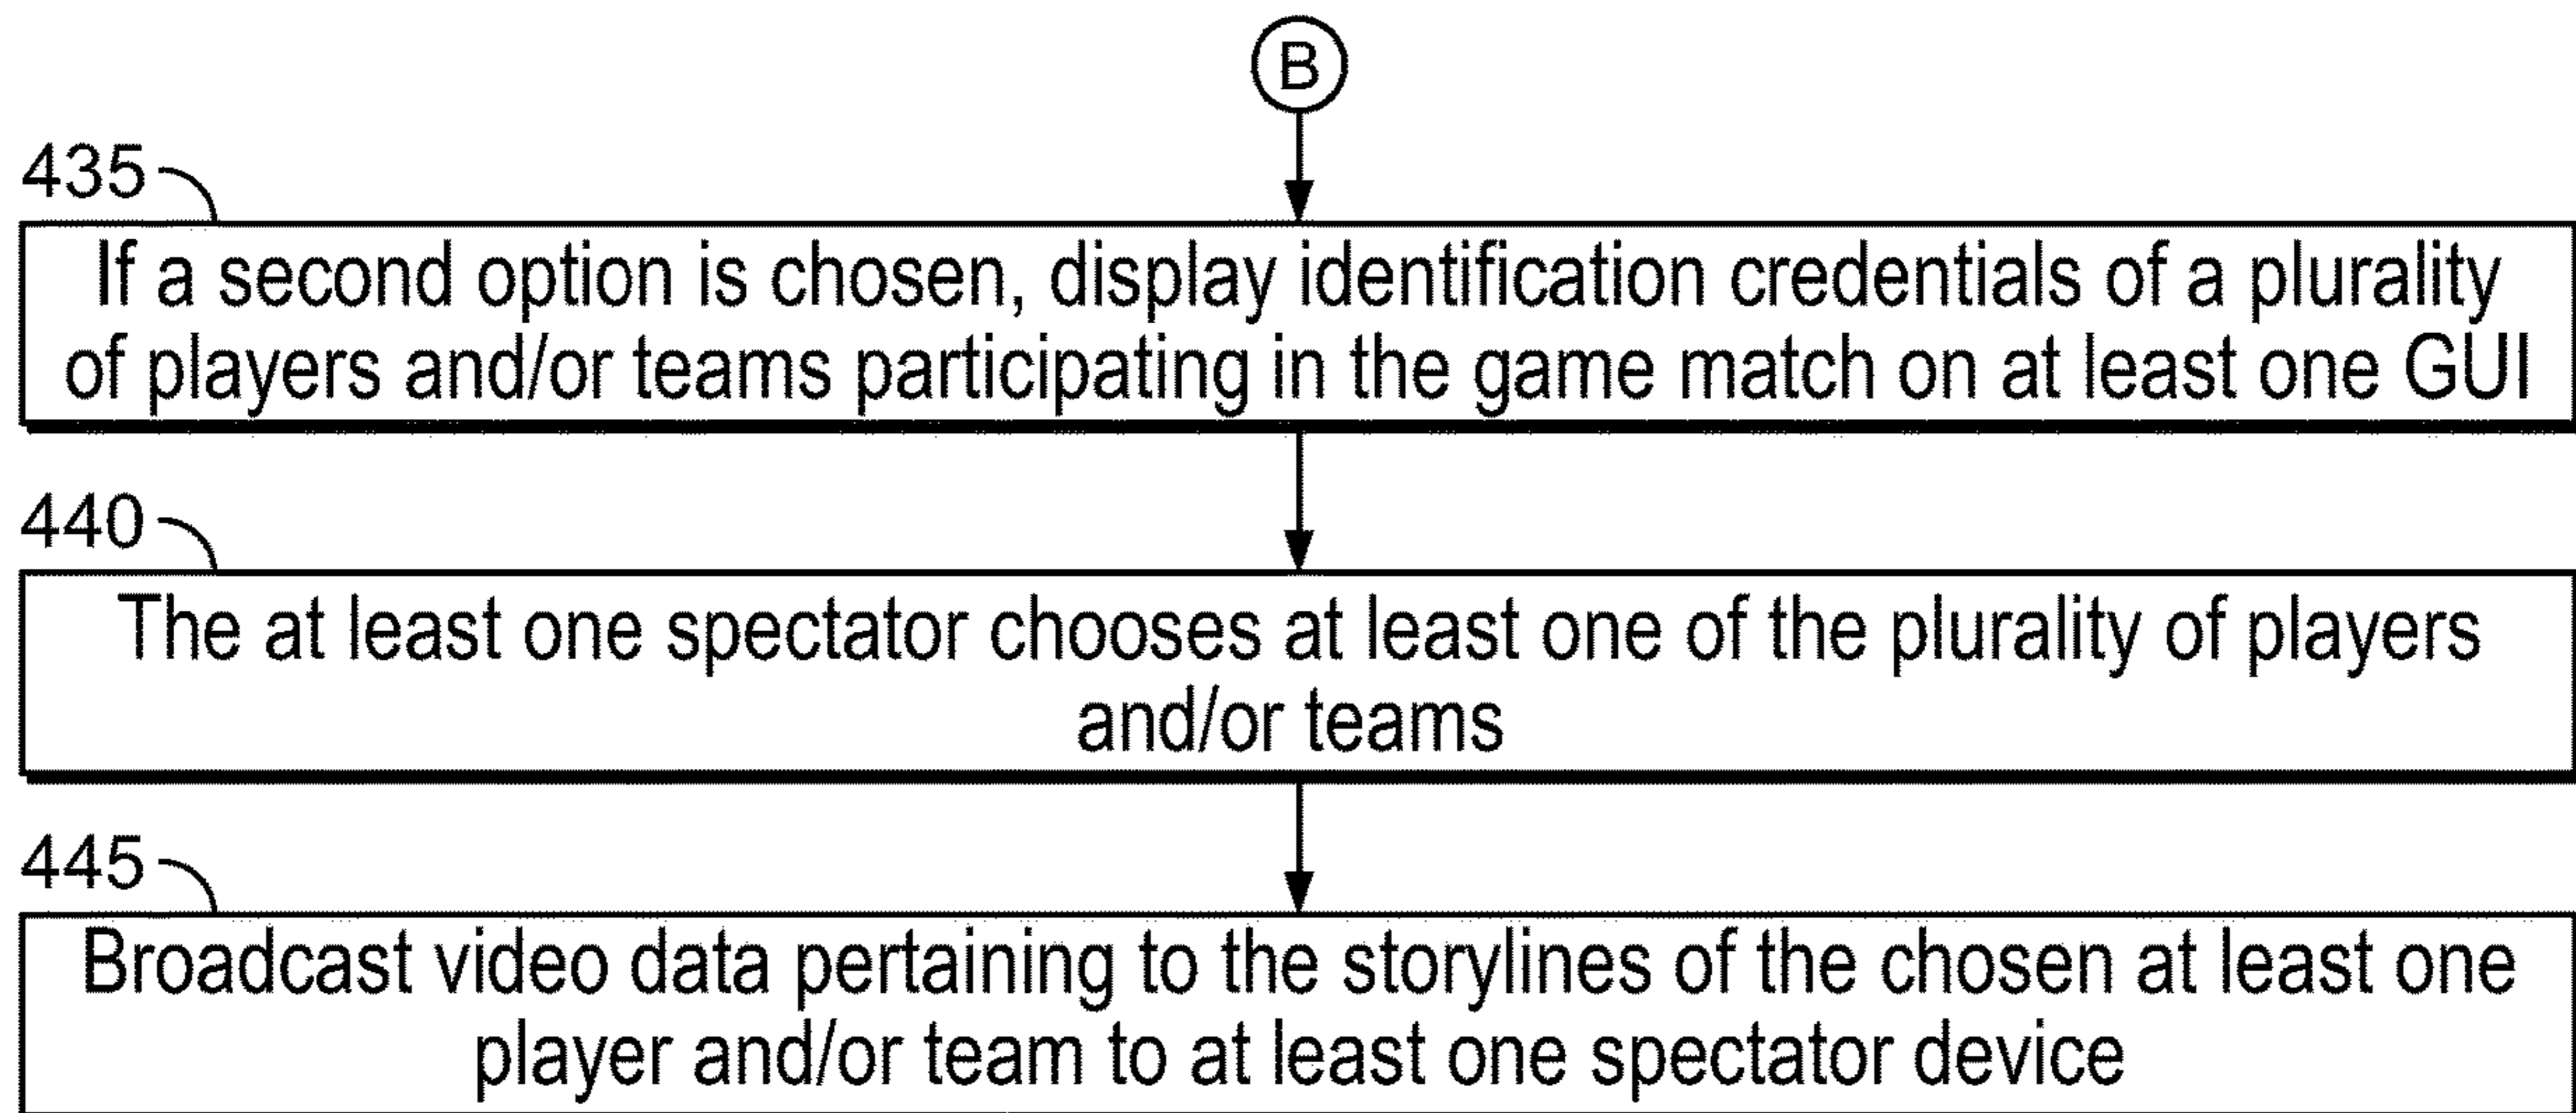 B
435
If a second option is chosen, display identification credentials of a plurality
of players and/or teams participating in the game match on at least one GUI
440
The at least one spectator chooses at least one of the plurality of players
and/or teams
445
Broadcast video data pertaining to the storylines of the chosen at least one
player and/or team to at least one spectator device